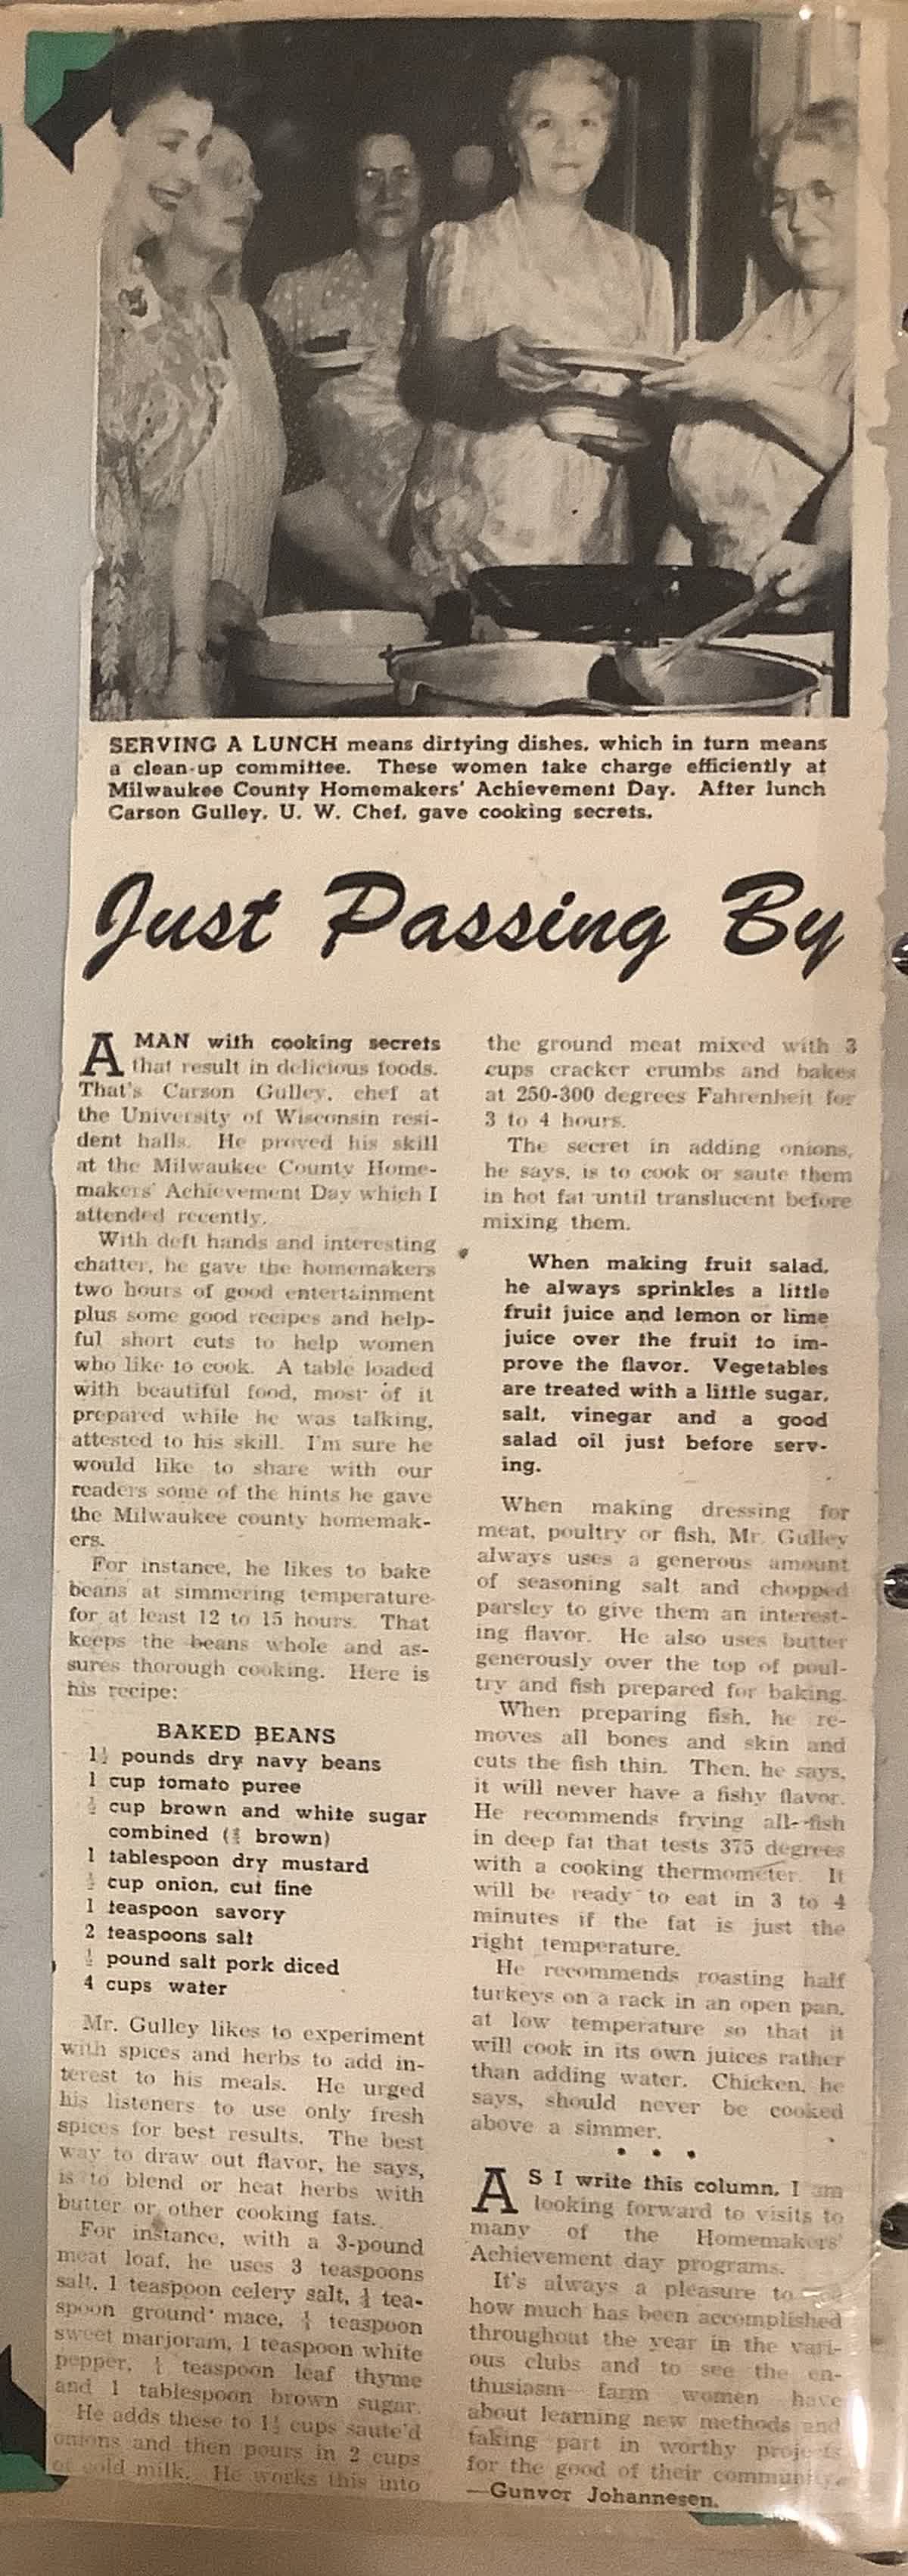 SERVING A LUNCH means dirtying dishes, which in turn means
a clean-up committee. These women take charge efficiently at
Milwaukee County Homemakers' Achievement Day. After lunch
Carson Gulley, U. W. Chef, gave cooking secrets.
Just Passing By
A MAN with cooking secrets
that result in delicious foods.
That's Carson Gulley, chef at
the University of Wisconsin resi-
dent halls. He proved his skill
at the Milwaukee County Home-
makers' Achievement Day which I
attended recently.
With deft hands and interesting
chatter, he gave the homemakers
two hours of good entertainment
plus some good recipes and help-
ful short cuts to help women
who like to cook. A table loaded
with beautiful food, most of it
prepared while he was talking,
attested to his skill. I'm sure he
would like to share with our
readers some of the hints he gave
the Milwaukee county homemak-
ers.
For instance, he likes to bake
beans at simmering temperature
for at least 12 to 15 hours. That
keeps the beans whole and as-
sures thorough cooking. Here is
his recipe:
BAKED BEANS
1½ pounds dry navy beans
1 cup tomato puree
cup brown and white sugar
combined ( brown)
1 tablespoon dry mustard
cup onion, cut fine
1 teaspoon savory
2 teaspoons salt
pound salt pork diced
4 cups water
Mr. Gulley likes to experiment
with spices and herbs to add in-
terest to his meals. He urged
his listeners to use only fresh
spices for best results. The best
way to draw out flavor, he says,
is to blend or heat herbs with
butter or other cooking fats.
For instance, with a 3-pound
meat loaf, he uses 3 teaspoons
salt, 1 teaspoon celery salt, tea-
spoon ground mace, teaspoon
sweet marjoram, 1 teaspoon white
pepper, teaspoon leaf thyme
and 1 tablespoon brown sugar.
He adds these to 1½ cups saute'd
onions and then pours in 2 cups
of cold milk. He works this into
the ground meat mixed with 3
cups cracker crumbs and bakes
at 250-300 degrees Fahrenheit for
3 to 4 hours.
The secret in adding onions,
he says, is to cook or saute them
in hot fat until translucent before
mixing them.
When making fruit salad,
he always sprinkles a little
fruit juice and lemon or lime
juice over the fruit to im-
prove the flavor. Vegetables
are treated with a little sugar,
salt, vinegar and a good
salad oil just before serv-
ing.
When making dressing for
meat, poultry or fish, Mr. Gulley
always uses a generous amount
of seasoning salt and chopped
parsley to give them an interest-
ing flavor. He also uses butter
generously over the top of poul-
try and fish prepared for baking.
When preparing fish, he re-
moves all bones and skin and
cuts the fish thin. Then, he says,
it will never have a fishy flavor.
He recommends frying all fish
in deep fat that tests 375 degrees
with a cooking thermometer. It
will be ready to eat in 3 to 4
minutes if the fat is just the
right temperature.
He recommends roasting half
turkeys on a rack in an open pan,
at low temperature so that it
will cook in its own juices rather
than adding water. Chicken, he
says, should never be cooked
above a simmer.
• • •
AS I write this column, I am
looking forward to visits to
many of the Homemakers'
Achievement day programs.
It's always a pleasure to
how much has been accomplished
throughout the year in the vari-
ous clubs and to see the en-
thusiasm farm women have
about learning new methods and
taking part in worthy projects
for the good of their community.
—Gunvor Johannesen.